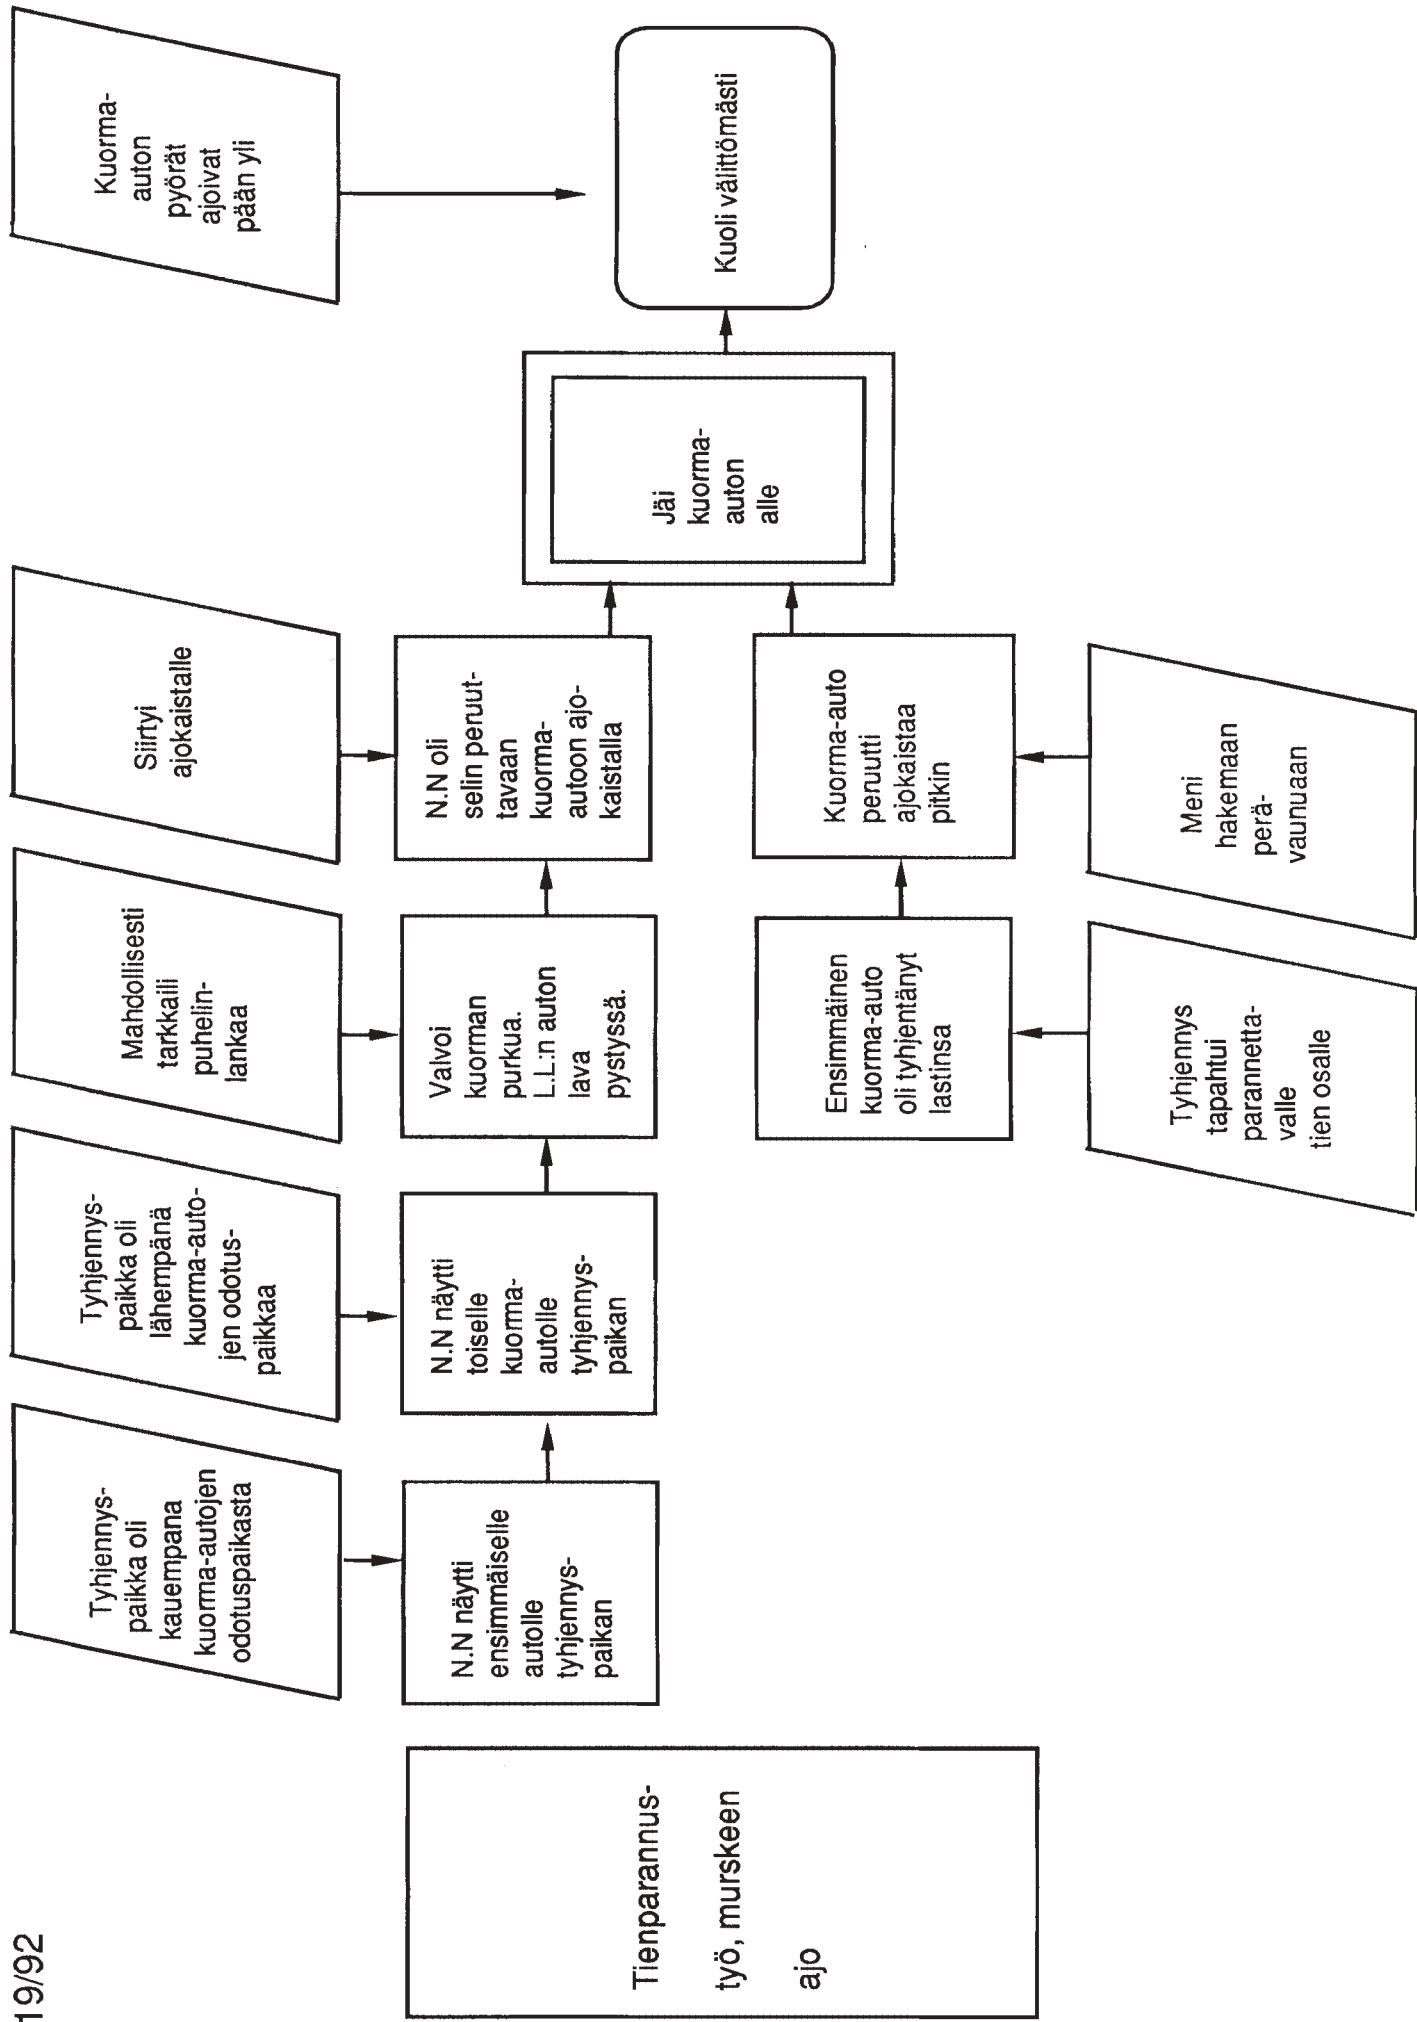 19/92
Tienparannus-
työ, murskeen
ajo
Tyhjennys-
paikka oli
kauempana
kuorma-autojen
odotuspaikasta
Tyhjennys-
paikka oli
lähempänä
kuorma-auto-
jen odotus-
paikkaa
Mahdollisesti
tarkkaili
puhelin-
lankaa
Siirtyi
ajokaistalle
Kuorma-
auton
pyörät
ajoivat
pään yli
N.N näytti
ensimmäiselle
autolle
tyhjennys-
paikan
N.N näytti
toiselle
kuorma-
autolle
tyhjennys-
paikan
Valvoi
kuorman
purkua.
L.L:n auton
lava
pystyssä.
N.N oli
selin peruut-
tavaan
kuorma-
autoon ajo-
kaistalla
Jäi
kuorma-
auton
alle
Kuoli välittömästi
Ensimmäinen
kuorma-auto
oli tyhjentänyt
lastinsa
Kuorma-auto
peruutti
ajokaistaa
pitkin
Tyhjennys
tapahtui
parannetta-
valle
tien osalle
Meni
hakemaan
perä-
vaunuaan